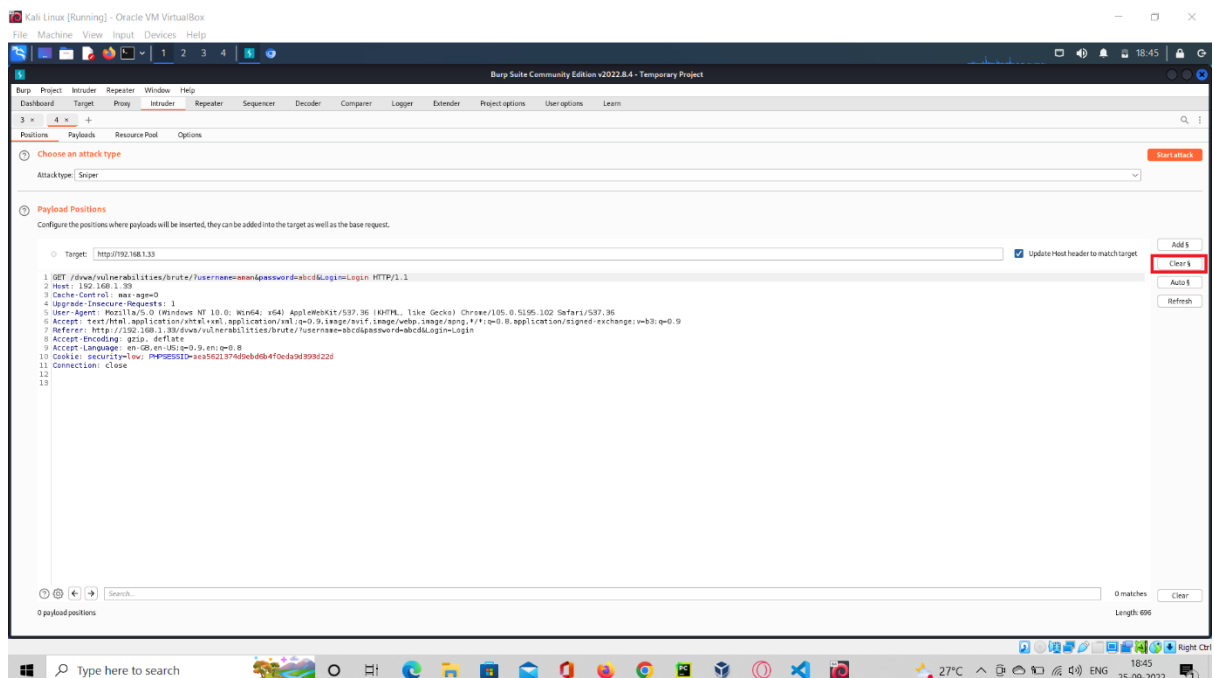 Kali Linux [Running] - Oracle VM VirtualBox
File Machine View Input Devices Help
1 2 3 4 18:45
Burp Suite Community Edition v2022.8.4 - Temporary Project
Burp Project Intruder Repeater Window Help
Dashboard Target Proxy Intruder Repeater Sequencer Decoder Comparer Logger Extender Project options User options Learn
3 × 4 × +
Positions Payloads Resource Pool Options
? Choose an attack type Start attack
Attack type: Sniper
? Payload Positions
Configure the positions where payloads will be inserted, they can be added into the target as well as the base request.
Add §
Target: http://192.168.1.33 Update Host header to match target
Clear §
Auto §
Refresh
1 GET /dvwa/vulnerabilities/brute/?username=aman&password=abcd&Login=Login HTTP/1.1
2 Host: 192.168.1.33
3 Cache-Control: max-age=0
4 Upgrade-Insecure-Requests: 1
5 User-Agent: Mozilla/5.0 (Windows NT 10.0; Win64; x64) AppleWebKit/537.36 (KHTML, like Gecko) Chrome/105.0.5195.102 Safari/537.36
6 Accept: text/html,application/xhtml+xml,application/xml;q=0.9,image/avif,image/webp,image/apng,*/*;q=0.8,application/signed-exchange;v=b3;q=0.9
7 Referer: http://192.168.1.33/dvwa/vulnerabilities/brute/?username=abcd&password=abcd&Login=Login
8 Accept-Encoding: gzip, deflate
9 Accept-Language: en-GB,en-US;q=0.9,en;q=0.8
10 Cookie: security=low; PHPSESSID=aea5621374d9ebd6b4f0eda9d393d22d
11 Connection: close
12
13
? Search... 0 matches Clear
0 payload positions Length: 696
Right Ctrl
Type here to search 27°C ENG 18:45
25-09-2022